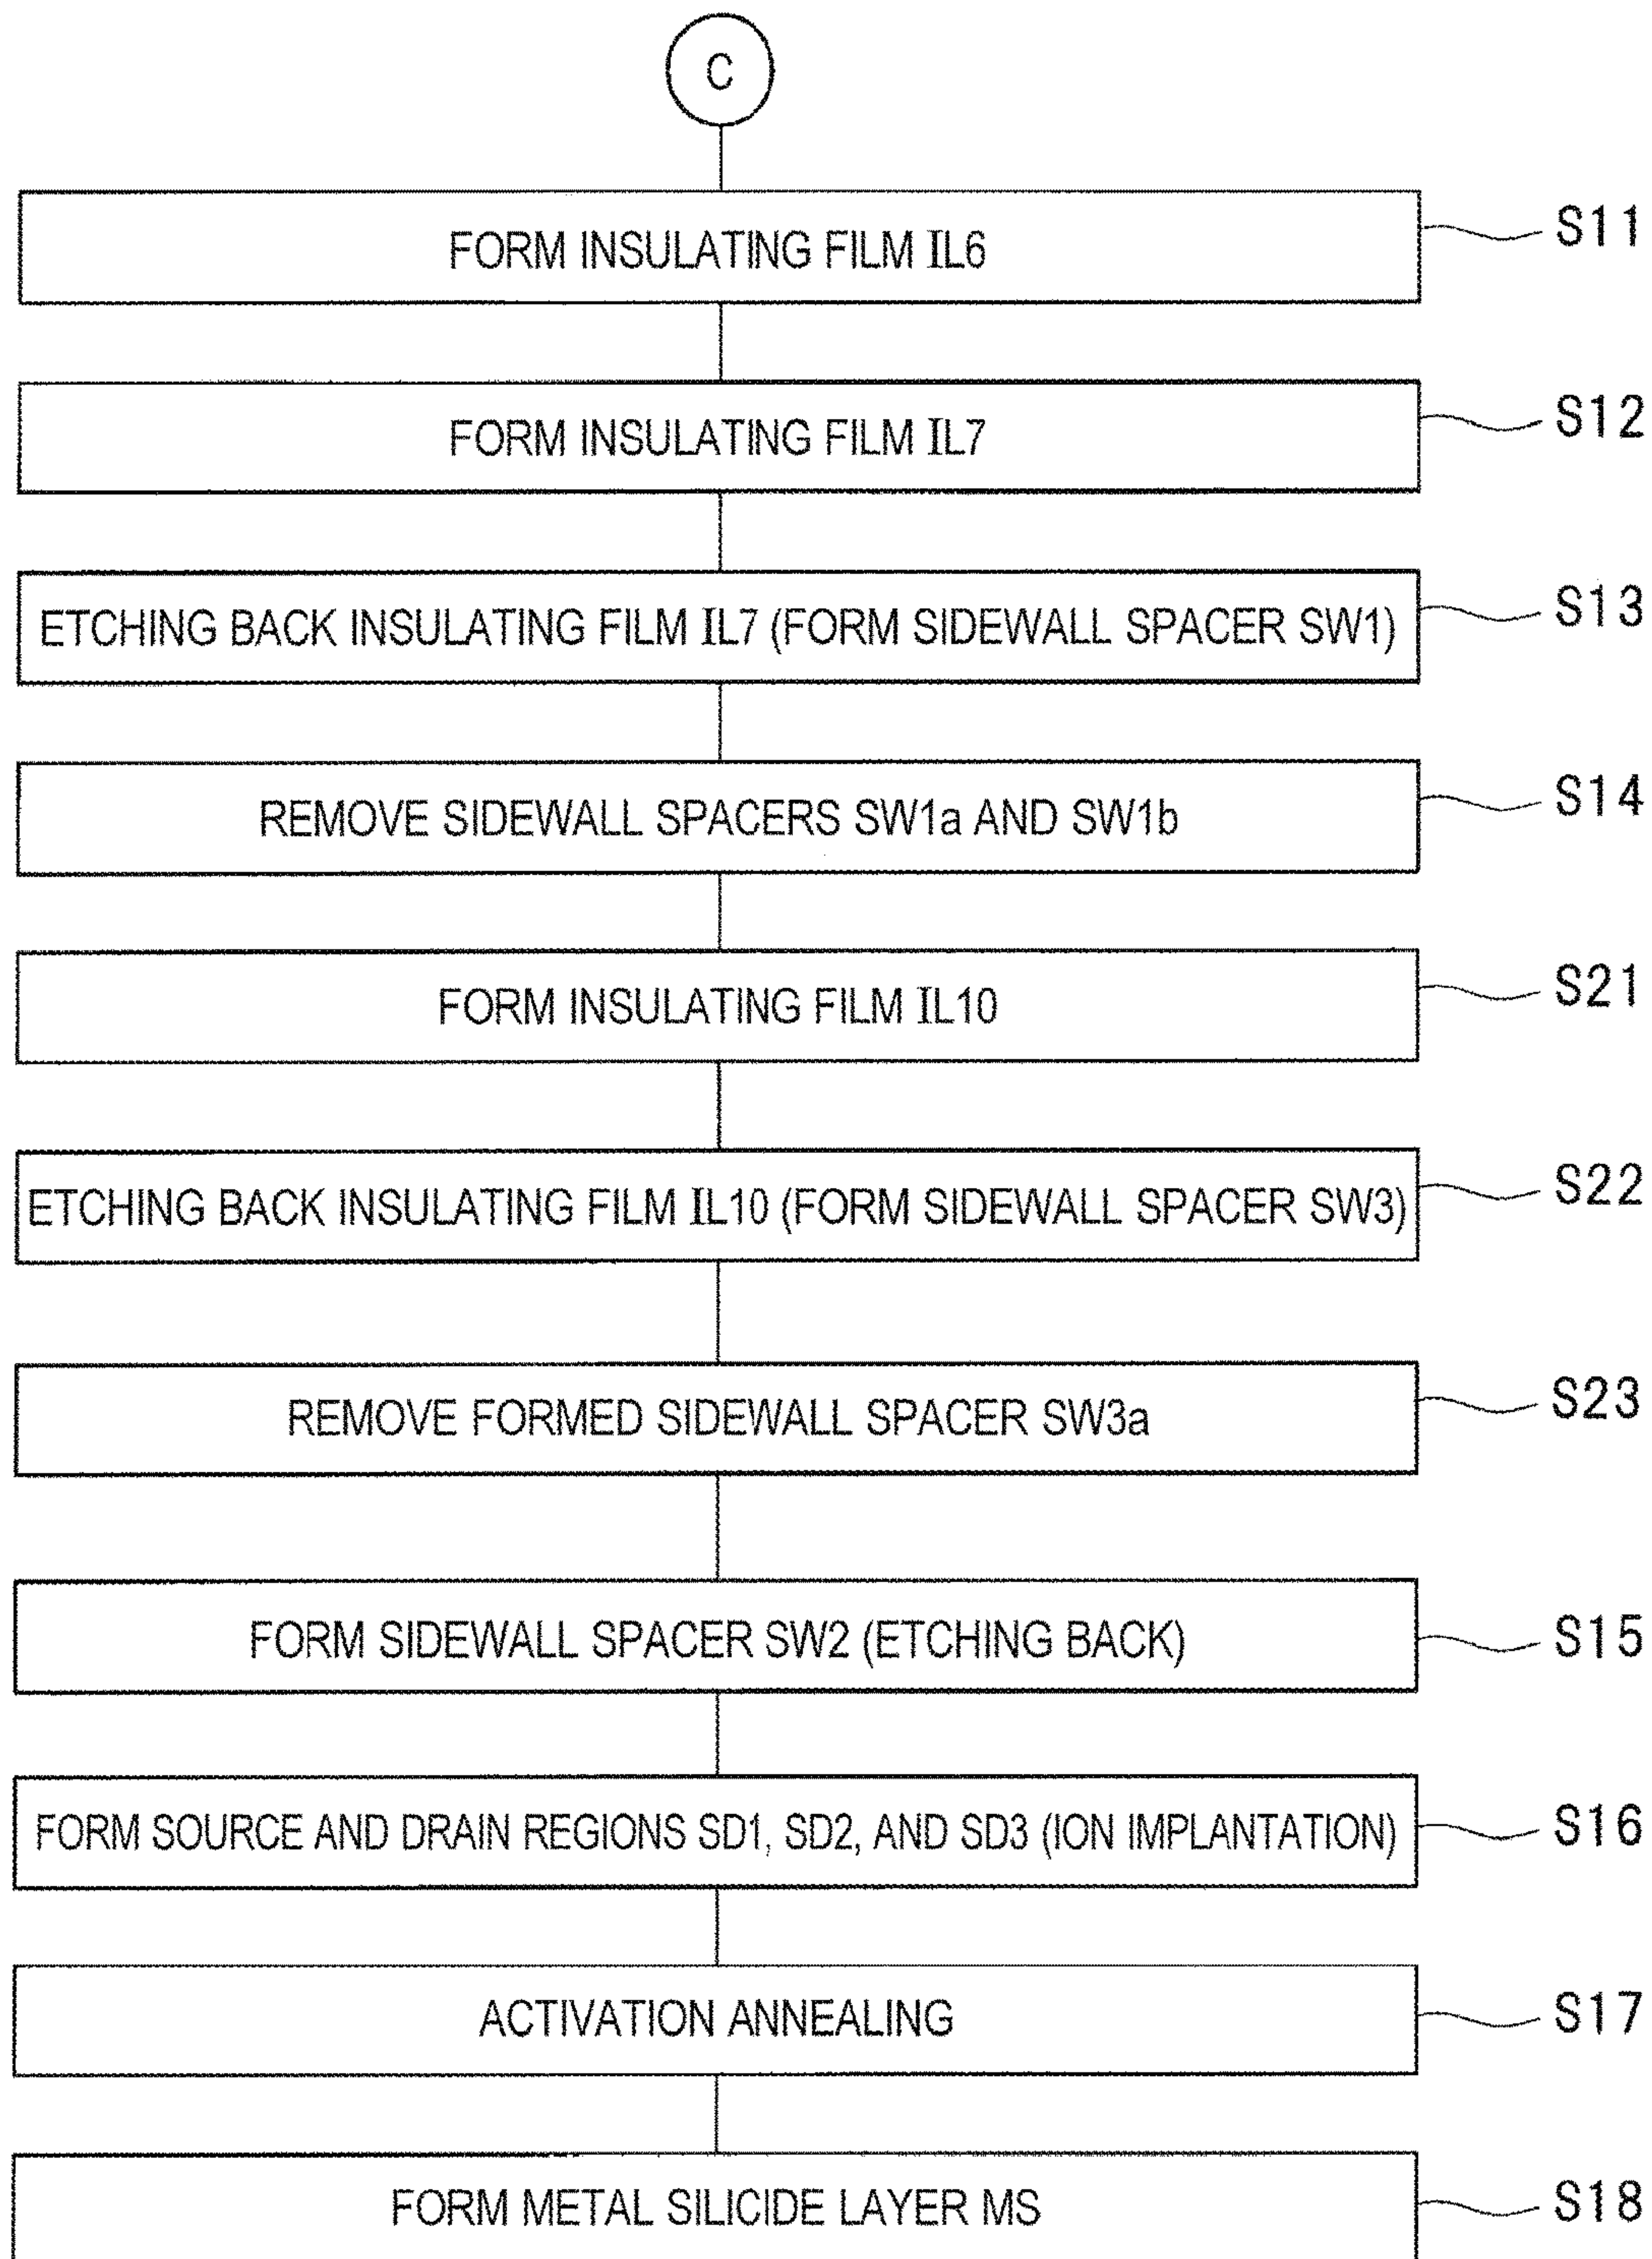 C
FORM INSULATING FILM IL6
S11
FORM INSULATING FILM IL7
S12
ETCHING BACK INSULATING FILM IL7 (FORM SIDEWALL SPACER SW1)
S13
REMOVE SIDEWALL SPACERS SW1a AND SW1b
S14
FORM INSULATING FILM IL10
S21
ETCHING BACK INSULATING FILM IL10 (FORM SIDEWALL SPACER SW3)
S22
REMOVE FORMED SIDEWALL SPACER SW3a
S23
FORM SIDEWALL SPACER SW2 (ETCHING BACK)
S15
FORM SOURCE AND DRAIN REGIONS SD1, SD2, AND SD3 (ION IMPLANTATION)
S16
ACTIVATION ANNEALING
S17
FORM METAL SILICIDE LAYER MS
S18